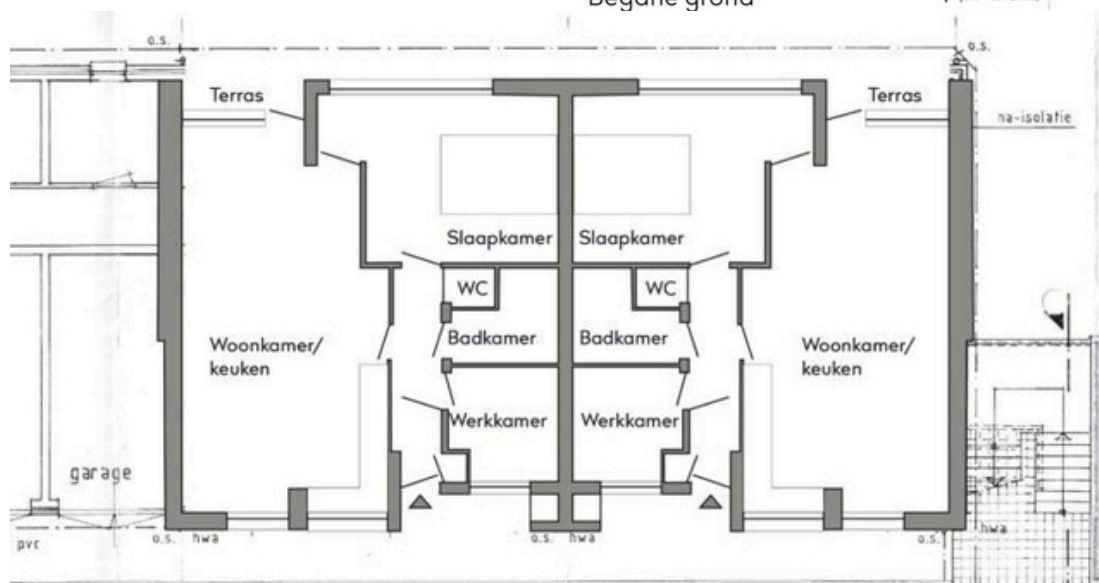 Begane grond
o.s.
o.s.
Terras
Terras
na-isolatie
Slaapkamer
Slaapkamer
WC
WC
Woonkamer/
keuken
Badkamer
Badkamer
Woonkamer/
keuken
Werkkamer
Werkkamer
garage
pvc
o.s.
hwa
o.s.
hwa
o.s.
hwa